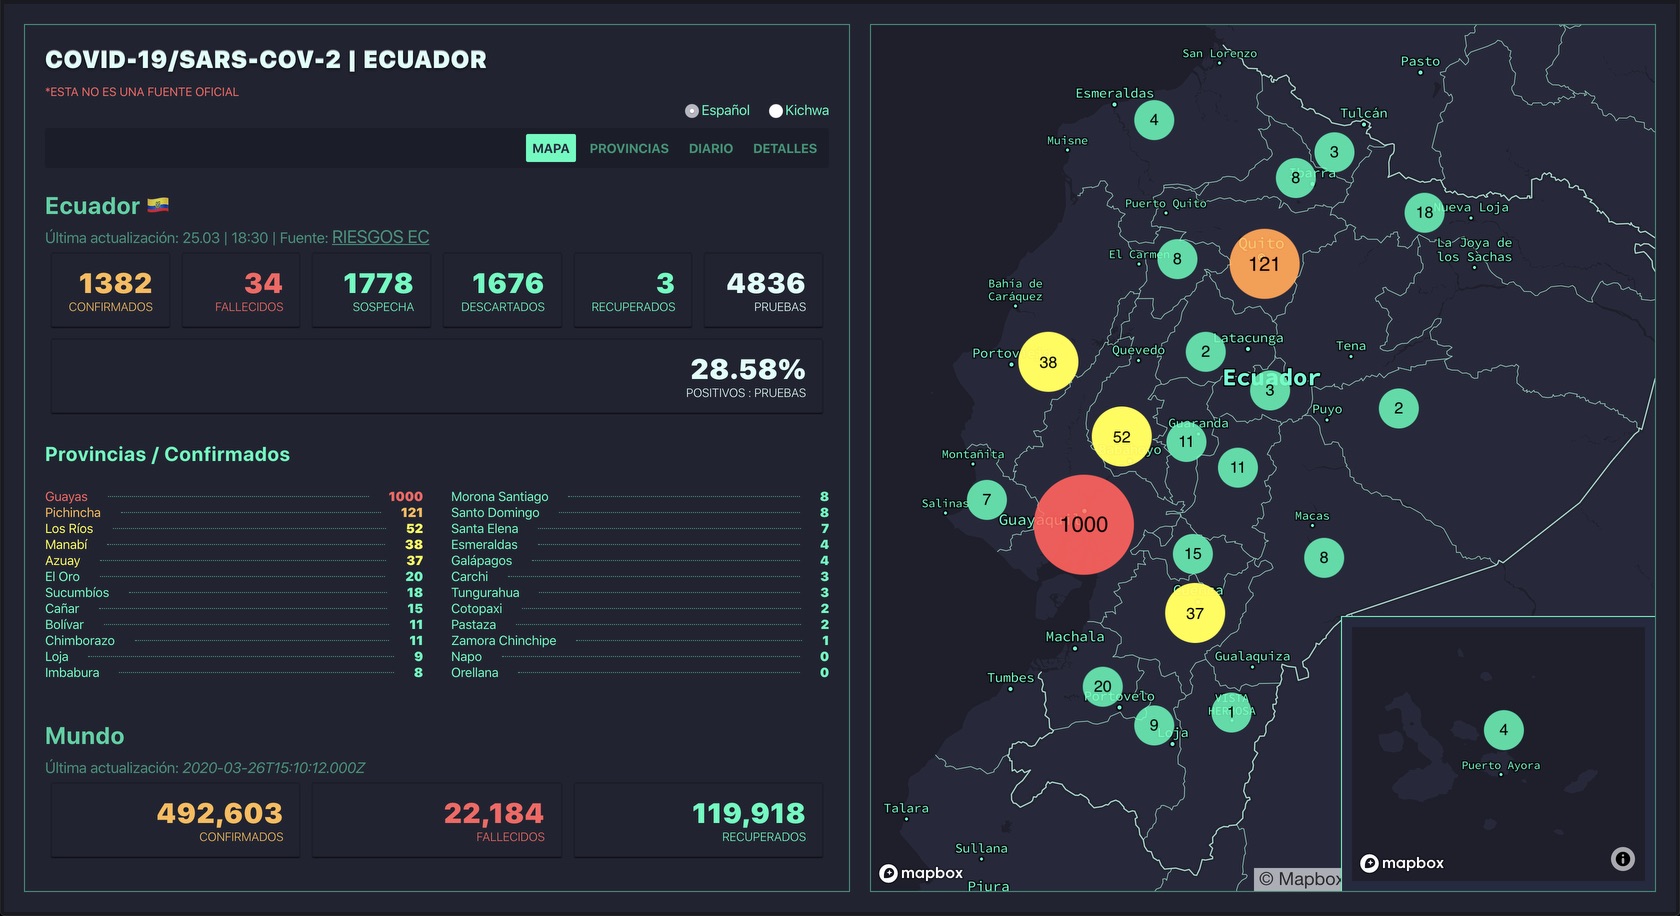 COVID-19/SARS-COV-2 | ECUADOR
*ESTA NO ES UNA FUENTE OFICIAL
Español Kichwa
MAPA PROVINCIAS DIARIO DETALLES
Ecuador
Última actualización: 25.03 | 18:30 | Fuente: RIESGOS EC
1382
CONFIRMADOS
34
FALLECIDOS
1778
SOSPECHA
1676
DESCARTADOS
3
RECUPERADOS
4836
PRUEBAS
28.58%
POSITIVOS : PRUEBAS
Provincias / Confirmados
Guayas 1000
Pichincha 121
Los Ríos 52
Manabí 38
Azuay 37
El Oro 20
Sucumbíos 18
Cañar 15
Bolívar 11
Chimborazo 11
Loja 9
Imbabura 8
Morona Santiago 8
Santo Domingo 8
Santa Elena 7
Esmeraldas 4
Galápagos 4
Carchi 3
Tungurahua 3
Cotopaxi 2
Pastaza 2
Zamora Chinchipe 1
Napo 0
Orellana 0
Mundo
Última actualización: 2020-03-26T15:10:12.000Z
492,603
CONFIRMADOS
22,184
FALLECIDOS
119,918
RECUPERADOS
San Lorenzo
Pasto
Esmeraldas
4
Tulcán
Muisne
3
8
Ibarra
Puerto Quito
18
Nueva Loja
Quito
La Joya de
los Sachas
El Carmen
8
121
Bahía de
Caráquez
Latacunga
Portov
38
Quevedo
2
Tena
Ecuador
3
2
Puyo
Guaranda
52
11
Montañita
11
7
Salinas
Guayaqu
1000
Macas
15
8
37
Machala
Gualaquiza
Tumbes
20
Portovelo
VISTA
HERMOSA
1
9
Loja
4
Puerto Ayora
Talara
Sullana
Piura
mapbox
© Mapbox
mapbox